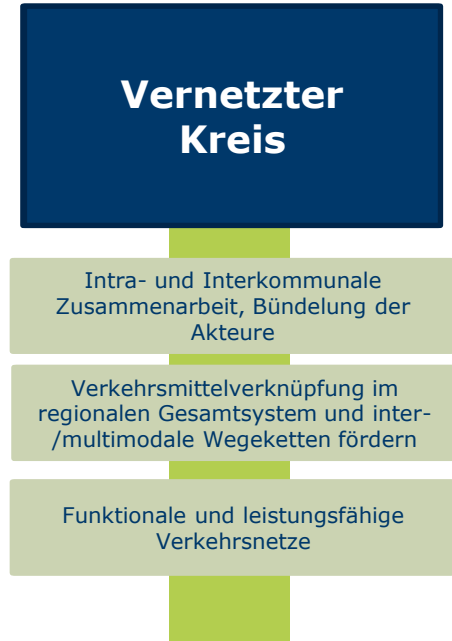 Vernetzter
Kreis
Intra- und Interkommunale
Zusammenarbeit, Bündelung der
Akteure
Verkehrsmittelverknüpfung im
regionalen Gesamtsystem und inter-
/multimodale Wegeketten fördern
Funktionale und leistungsfähige
Verkehrsnetze